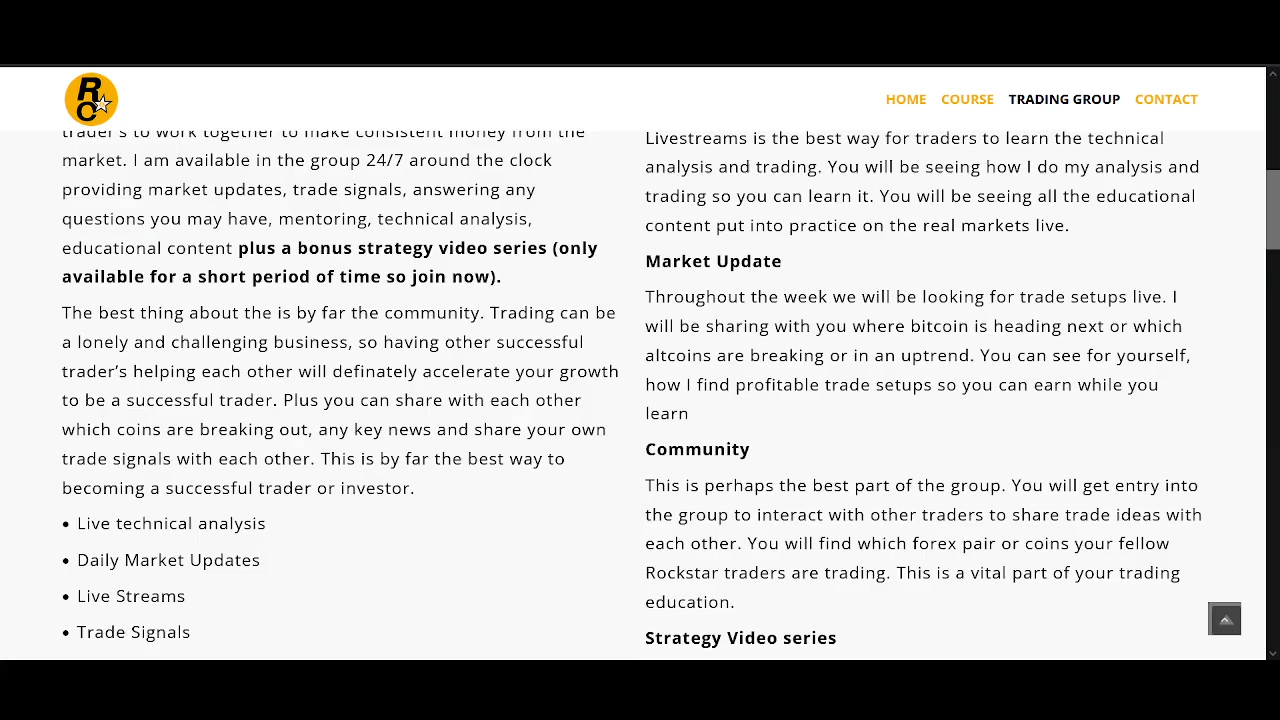 R
C
HOME COURSE TRADING GROUP CONTACT
trader's to work together to make consistent money from the
market. I am available in the group 24/7 around the clock
providing market updates, trade signals, answering any
questions you may have, mentoring, technical analysis,
educational content plus a bonus strategy video series (only
available for a short period of time so join now).
The best thing about the is by far the community. Trading can be
a lonely and challenging business, so having other successful
trader’s helping each other will definately accelerate your growth
to be a successful trader. Plus you can share with each other
which coins are breaking out, any key news and share your own
trade signals with each other. This is by far the best way to
becoming a successful trader or investor.
• Live technical analysis
• Daily Market Updates
• Live Streams
• Trade Signals
Livestreams is the best way for traders to learn the technical
analysis and trading. You will be seeing how I do my analysis and
trading so you can learn it. You will be seeing all the educational
content put into practice on the real markets live.
Market Update
Throughout the week we will be looking for trade setups live. I
will be sharing with you where bitcoin is heading next or which
altcoins are breaking or in an uptrend. You can see for yourself,
how I find profitable trade setups so you can earn while you
learn
Community
This is perhaps the best part of the group. You will get entry into
the group to interact with other traders to share trade ideas with
each other. You will find which forex pair or coins your fellow
Rockstar traders are trading. This is a vital part of your trading
education.
Strategy Video series